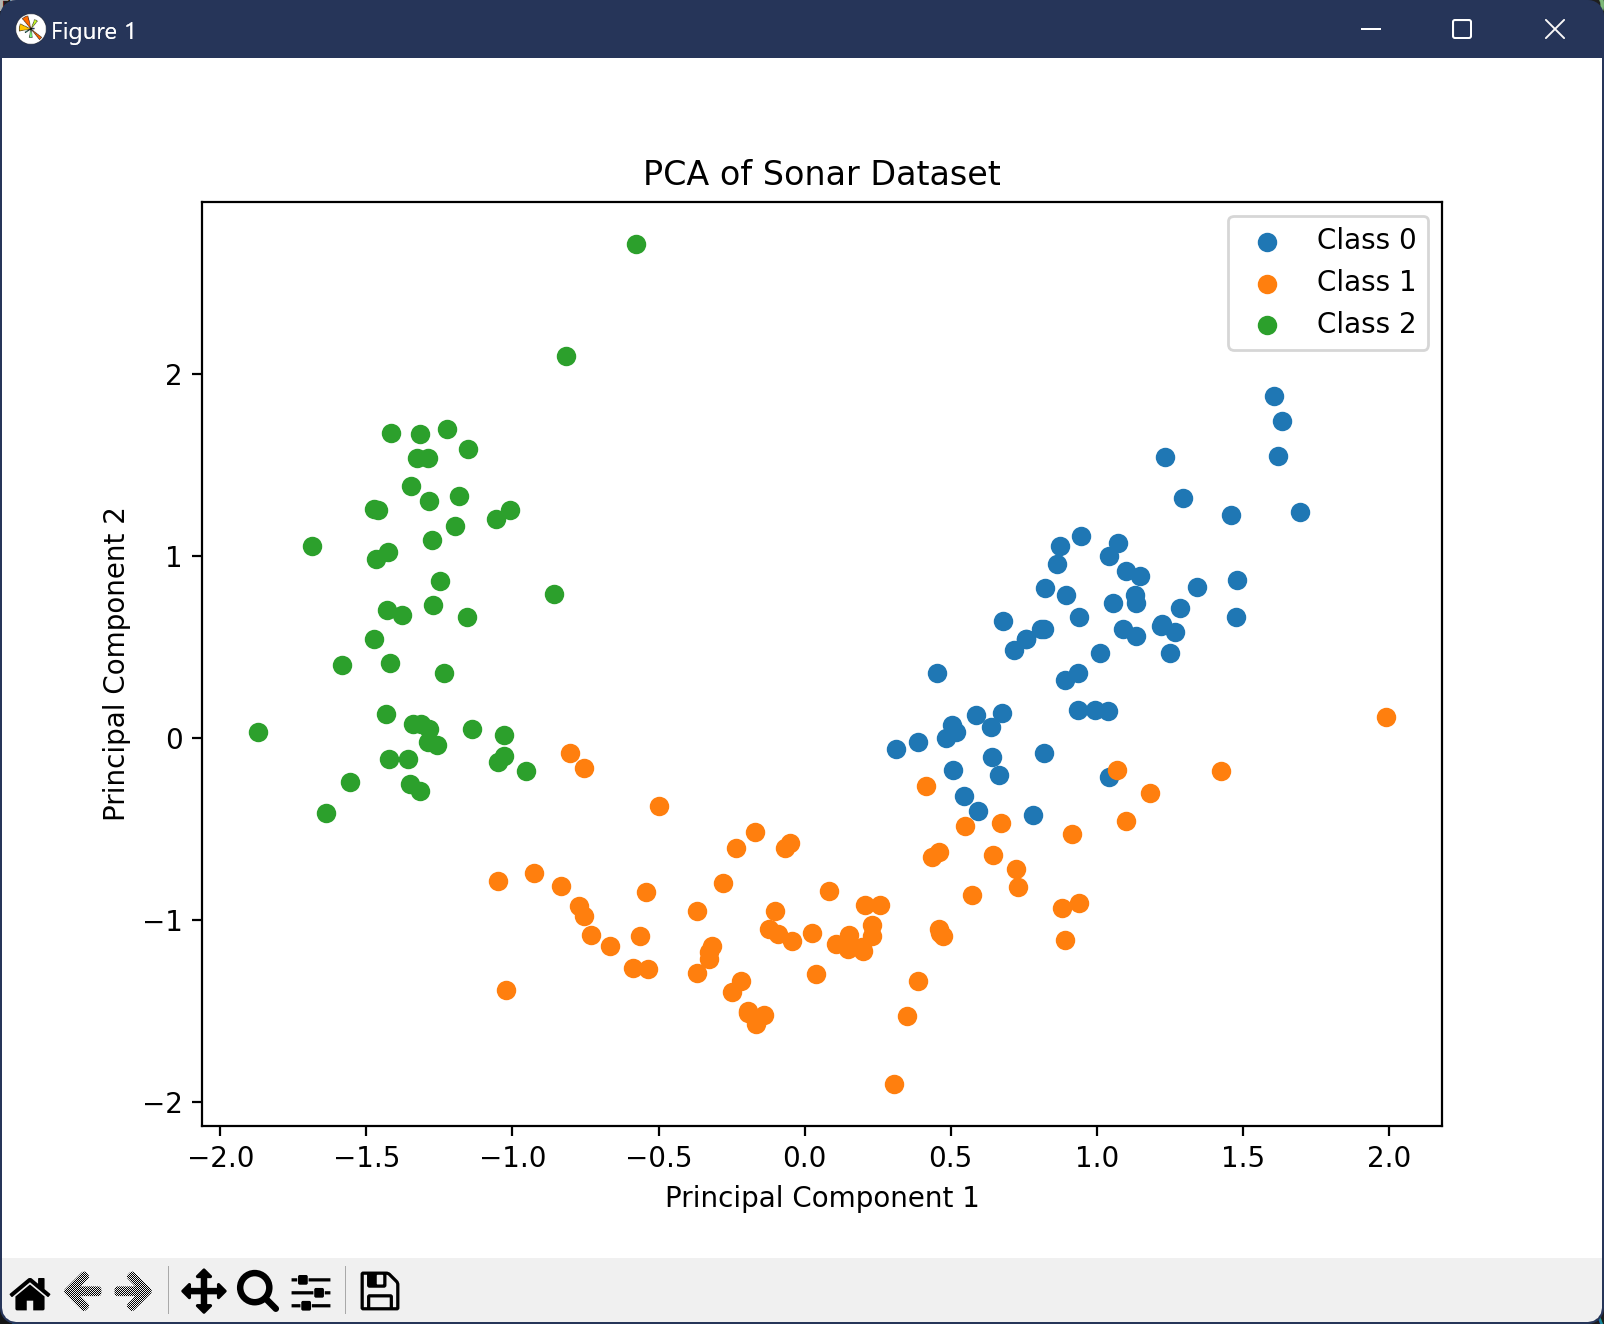 Figure 1
PCA of Sonar Dataset
Class 0
Class 1
Class 2
Principal Component 2
2
1
0
−1
−2
−2.0 −1.5 −1.0 −0.5 0.0 0.5 1.0 1.5 2.0
Principal Component 1